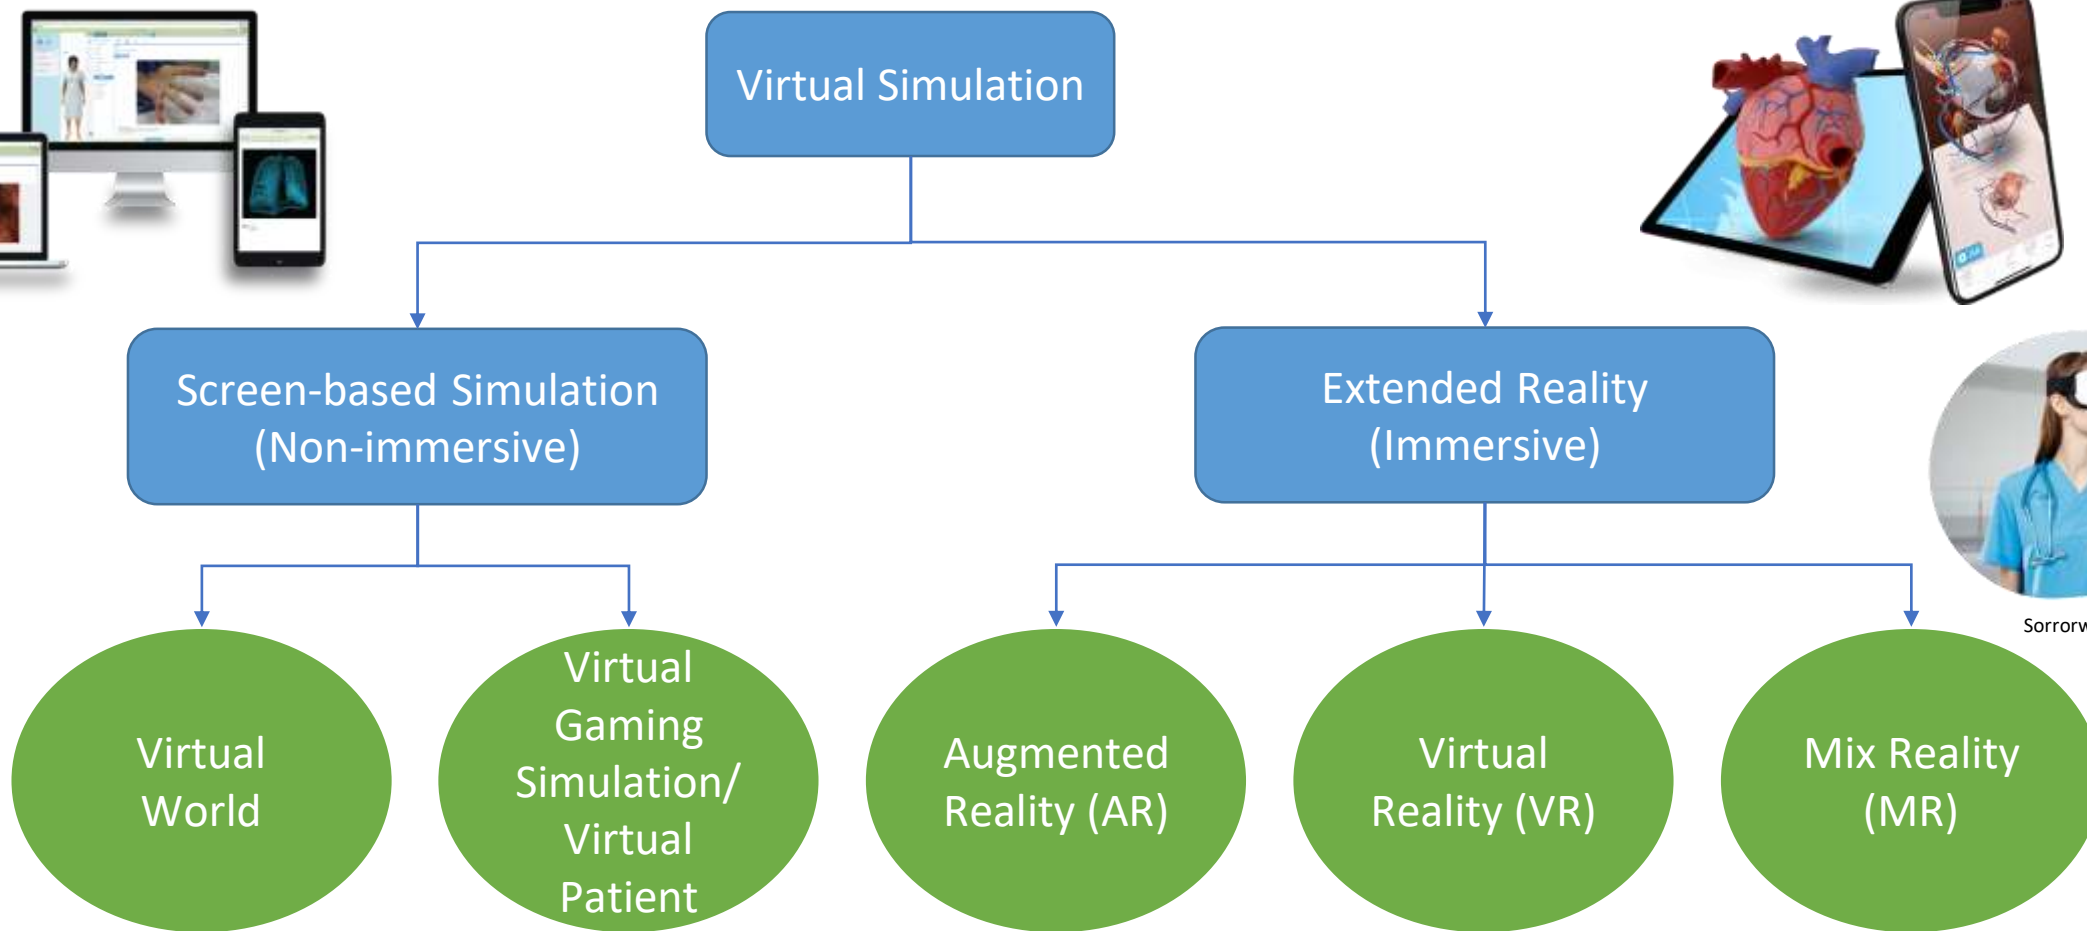 Virtual Simulation
Screen-based Simulation
(Non-immersive)
Extended Reality
(Immersive)
Sorrorw
Virtual
World
Virtual
Gaming
Simulation/
Virtual
Patient
Augmented
Reality (AR)
Virtual
Reality (VR)
Mix Reality
(MR)